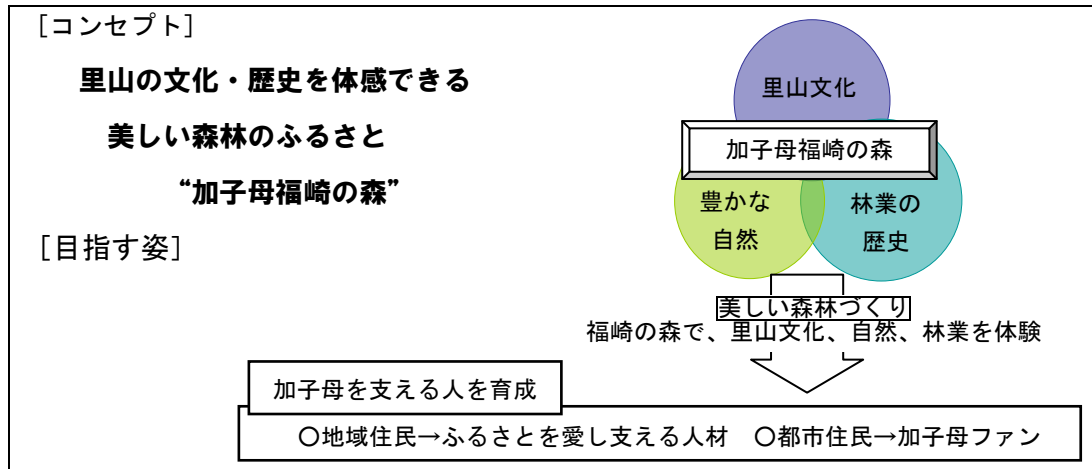 [コンセプト]
里山の文化・歴史を体感できる
美しい森林のふるさと
“加子母福崎の森”
[目指す姿]
里山文化
加子母福崎の森
豊かな
自然
林業の
歴史
美しい森林づくり
福崎の森で、里山文化、自然、林業を体験
加子母を支える人を育成
○地域住民→ふるさとを愛し支える人材　○都市住民→加子母ファン